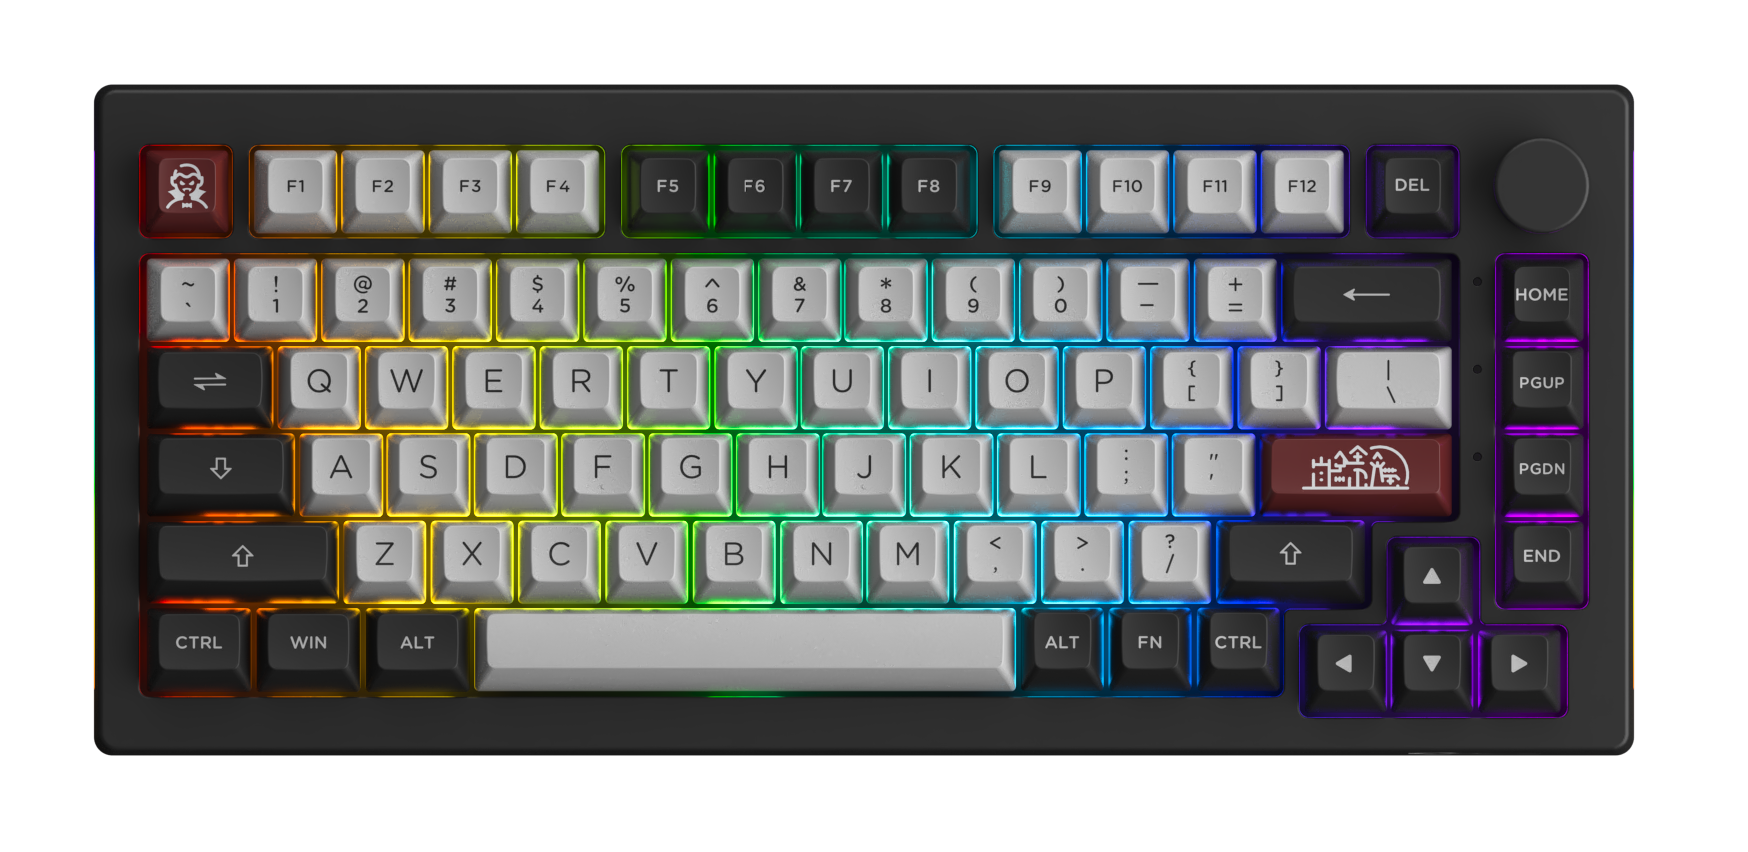 F1 F2 F3 F4 F5 F6 F7 F8 F9 F10 F11 F12 DEL
~ ! @ # $ % ^ & * ( ) — +
` 1 2 3 4 5 6 7 8 9 0 – = ← HOME
⇌ Q W E R T Y U I O P { } | PGUP
[ ] \
A S D F G H J K L : " PGDN
; ,
Z X C V B N M < > ? END
, . /
CTRL WIN ALT ALT FN CTRL